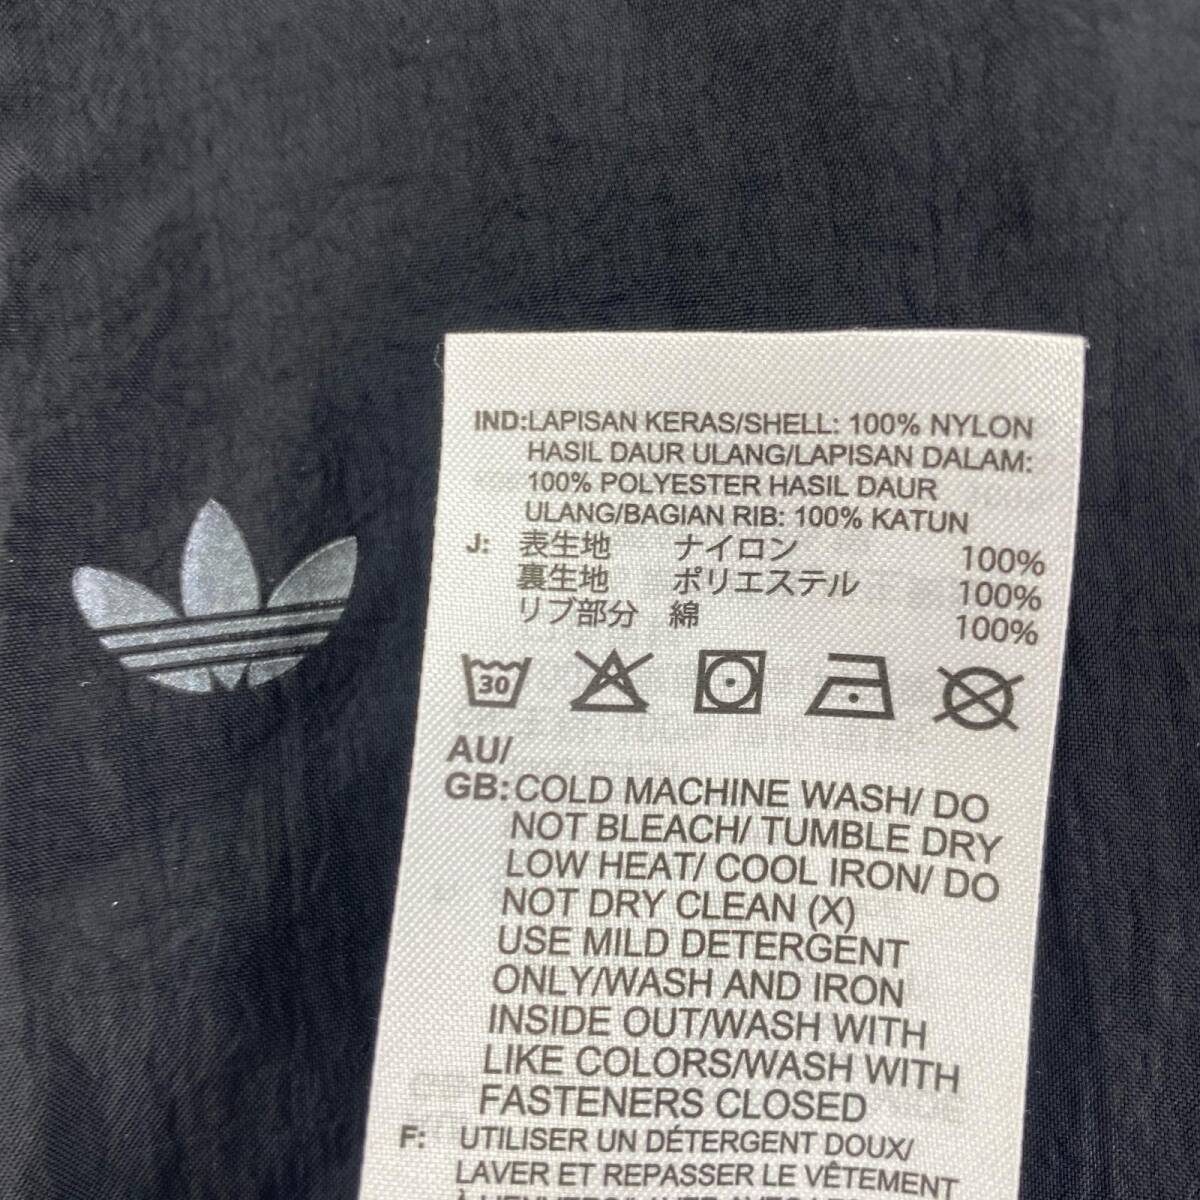 IND:LAPISAN KERAS/SHELL: 100% NYLON
HASIL DAUR ULANG/LAPISAN DALAM:
100% POLYESTER HASIL DAUR
ULANG/BAGIAN RIB: 100% KATUN
J: 表生地 ナイロン 100%
裏生地 ポリエステル 100%
リブ部分 綿 100%
30
AU/
GB:COLD MACHINE WASH/ DO
NOT BLEACH/ TUMBLE DRY
LOW HEAT/ COOL IRON/ DO
NOT DRY CLEAN (X)
USE MILD DETERGENT
ONLY/WASH AND IRON
INSIDE OUT/WASH WITH
LIKE COLORS/WASH WITH
FASTENERS CLOSED
F: UTILISER UN DÉTERGENT DOUX/
LAVER ET REPASSER LE VÊTEMENT